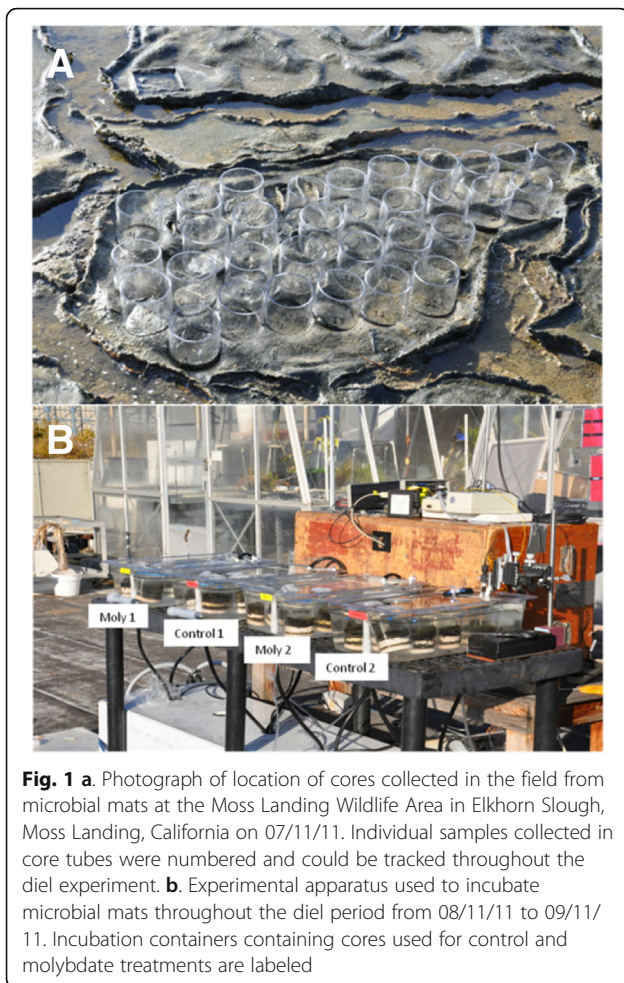 A
B
Moly 1
Control 1
Moly 2
Control 2
Fig. 1 a. Photograph of location of cores collected in the field from
microbial mats at the Moss Landing Wildlife Area in Elkhorn Slough,
Moss Landing, California on 07/11/11. Individual samples collected in
core tubes were numbered and could be tracked throughout the
diel experiment. b. Experimental apparatus used to incubate
microbial mats throughout the diel period from 08/11/11 to 09/11/
11. Incubation containers containing cores used for control and
molybdate treatments are labeled